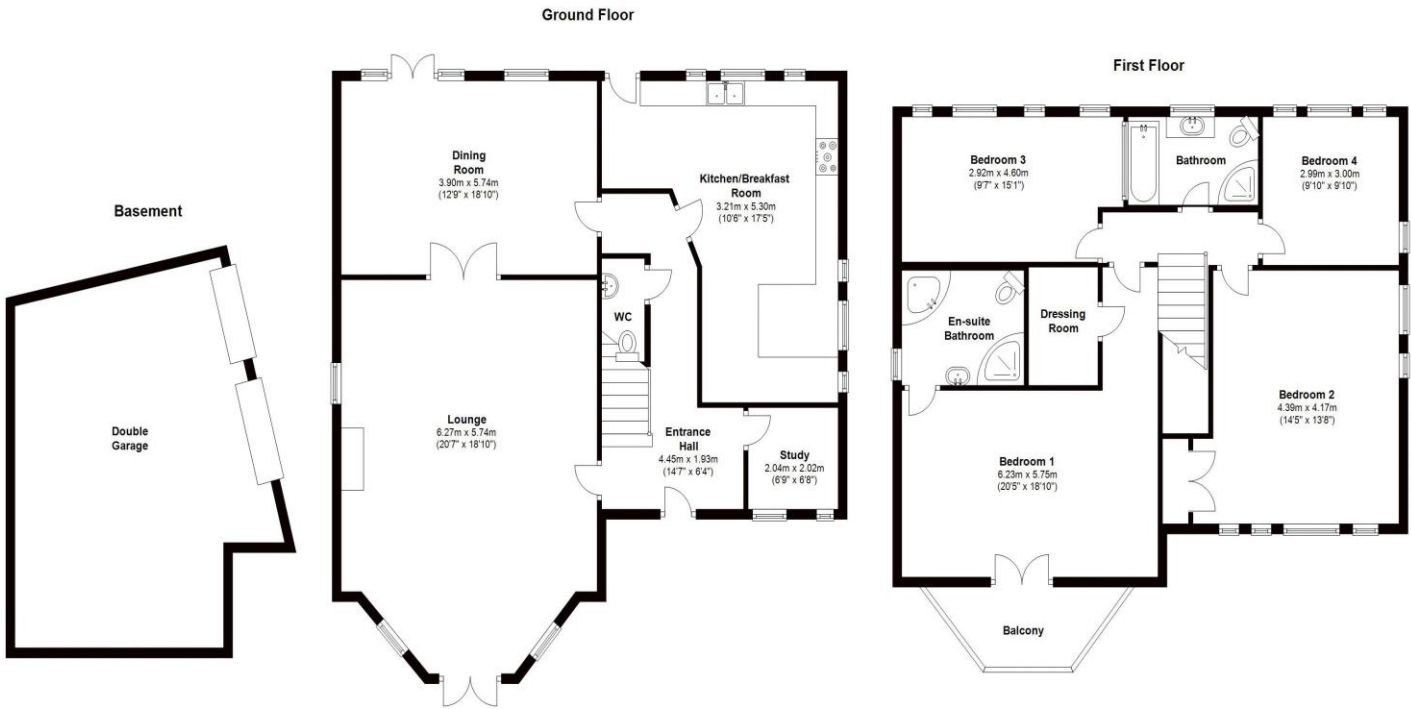 Ground Floor
Dining
Room
3.90m x 5.74m
(12'9" x 18'10")
Kitchen/Breakfast
Room
3.21m x 5.30m
(10'6" x 17'5")
WC
Lounge
6.27m x 5.74m
(20'7" x 18'10")
Entrance
Hall
4.45m x 1.93m
(14'7" x 6'4")
Study
2.04m x 2.02m
(6'9" x 6'8")
Basement
Double
Garage
First Floor
Bedroom 3
2.92m x 4.60m
(9'7" x 15'1")
Bathroom
Bedroom 4
2.99m x 3.00m
(9'10" x 9'10")
En-suite
Bathroom
Dressing
Room
Bedroom 2
4.39m x 4.17m
(14'5" x 13'8")
Bedroom 1
6.23m x 5.75m
(20'5" x 18'10")
Balcony